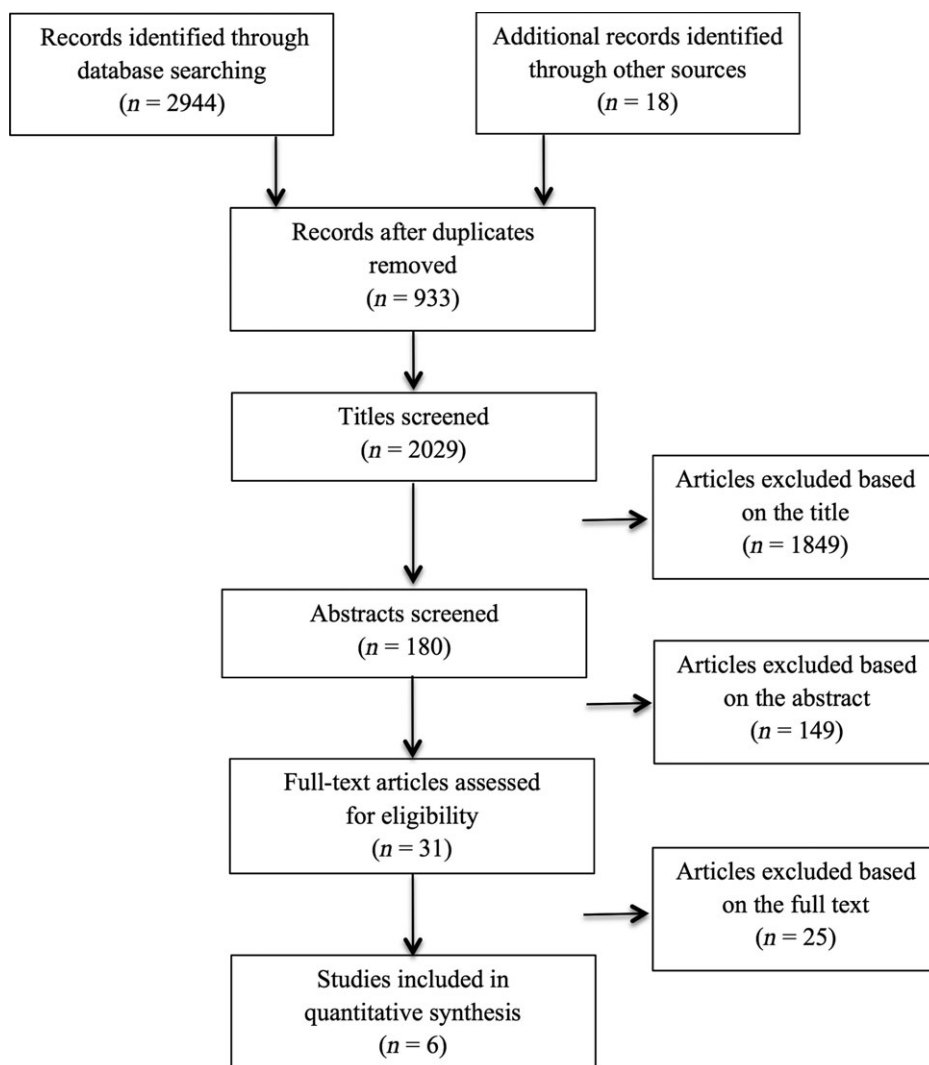 Records identified through
database searching
(n = 2944)
Additional records identified
through other sources
(n = 18)
Records after duplicates
removed
(n = 933)
Titles screened
(n = 2029)
Articles excluded based
on the title
(n = 1849)
Abstracts screened
(n = 180)
Articles excluded based
on the abstract
(n = 149)
Full-text articles assessed
for eligibility
(n = 31)
Articles excluded based
on the full text
(n = 25)
Studies included in
quantitative synthesis
(n = 6)